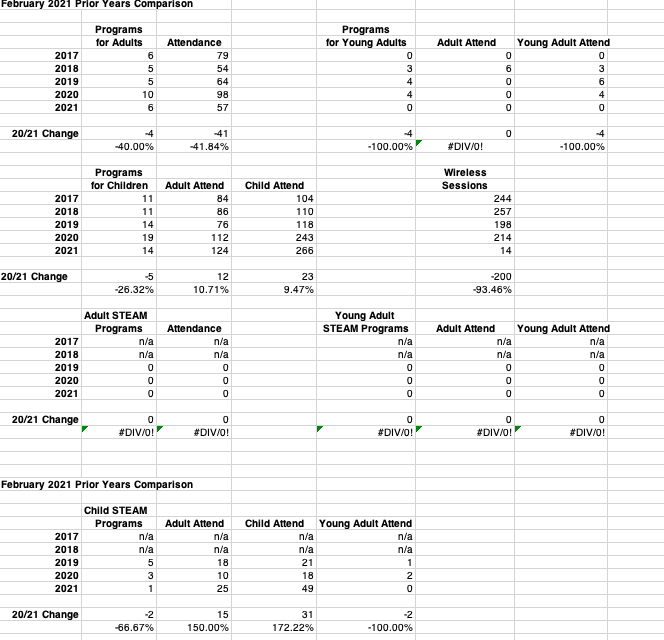 February 2021 Prior Years Comparison
Programs Programs
for Adults Attendance for Young Adults Adult Attend Young Adult Attend
2017 6 79 0 0 0
2018 5 54 3 6 3
2019 5 64 4 0 6
2020 10 98 4 0 4
2021 6 57 0 0 0
20/21 Change -4 -41 -4 0 -4
-40.00% -41.84% -100.00% #DIV/0! -100.00%
Programs Wireless
for Children Adult Attend Child Attend Sessions
2017 11 84 104 244
2018 11 86 110 257
2019 14 76 118 198
2020 19 112 243 214
2021 14 124 266 14
20/21 Change -5 12 23 -200
-26.32% 10.71% 9.47% -93.46%
Adult STEAM Young Adult
Programs Attendance STEAM Programs Adult Attend Young Adult Attend
2017 n/a n/a n/a n/a n/a
2018 n/a n/a n/a n/a n/a
2019 0 0 0 0 0
2020 0 0 0 0 0
2021 0 0 0 0 0
20/21 Change 0 0 0 0 0
#DIV/0! #DIV/0! #DIV/0! #DIV/0! #DIV/0!
February 2021 Prior Years Comparison
Child STEAM
Programs Adult Attend Child Attend Young Adult Attend
2017 n/a n/a n/a n/a
2018 n/a n/a n/a n/a
2019 5 18 21 1
2020 3 10 18 2
2021 1 25 49 0
20/21 Change -2 15 31 -2
-66.67% 150.00% 172.22% -100.00%